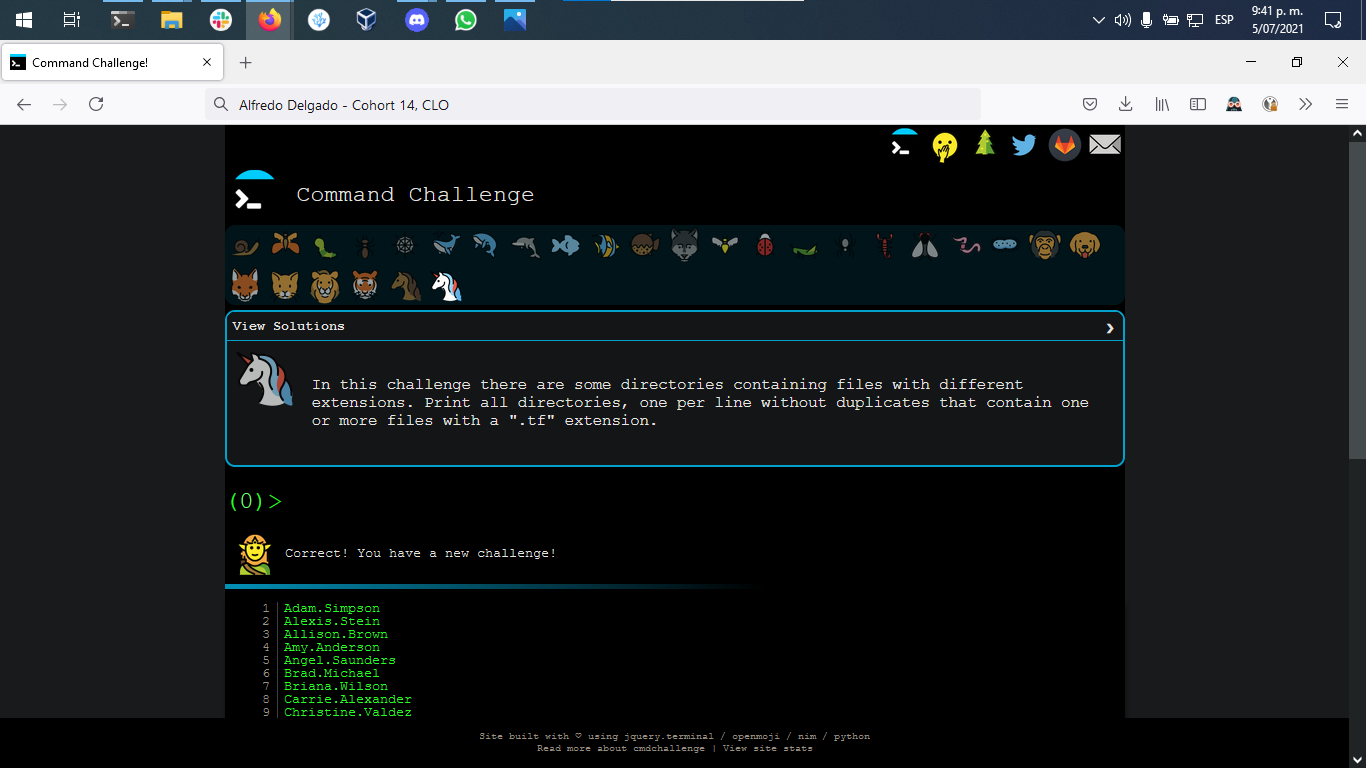 ESP
9:41 p. m.
5/07/2021
Command Challenge!
Alfredo Delgado - Cohort 14, CLO
Command Challenge
View Solutions
In this challenge there are some directories containing files with different
extensions. Print all directories, one per line without duplicates that contain one
or more files with a ".tf" extension.
(0)>
Correct! You have a new challenge!
1 Adam.Simpson
2 Alexis.Stein
3 Allison.Brown
4 Amy.Anderson
5 Angel.Saunders
6 Brad.Michael
7 Briana.Wilson
8 Carrie.Alexander
9 Christine.Valdez
Site built with ♡ using jquery.terminal / openmoji / nim / python
Read more about cmdchallenge | View site stats